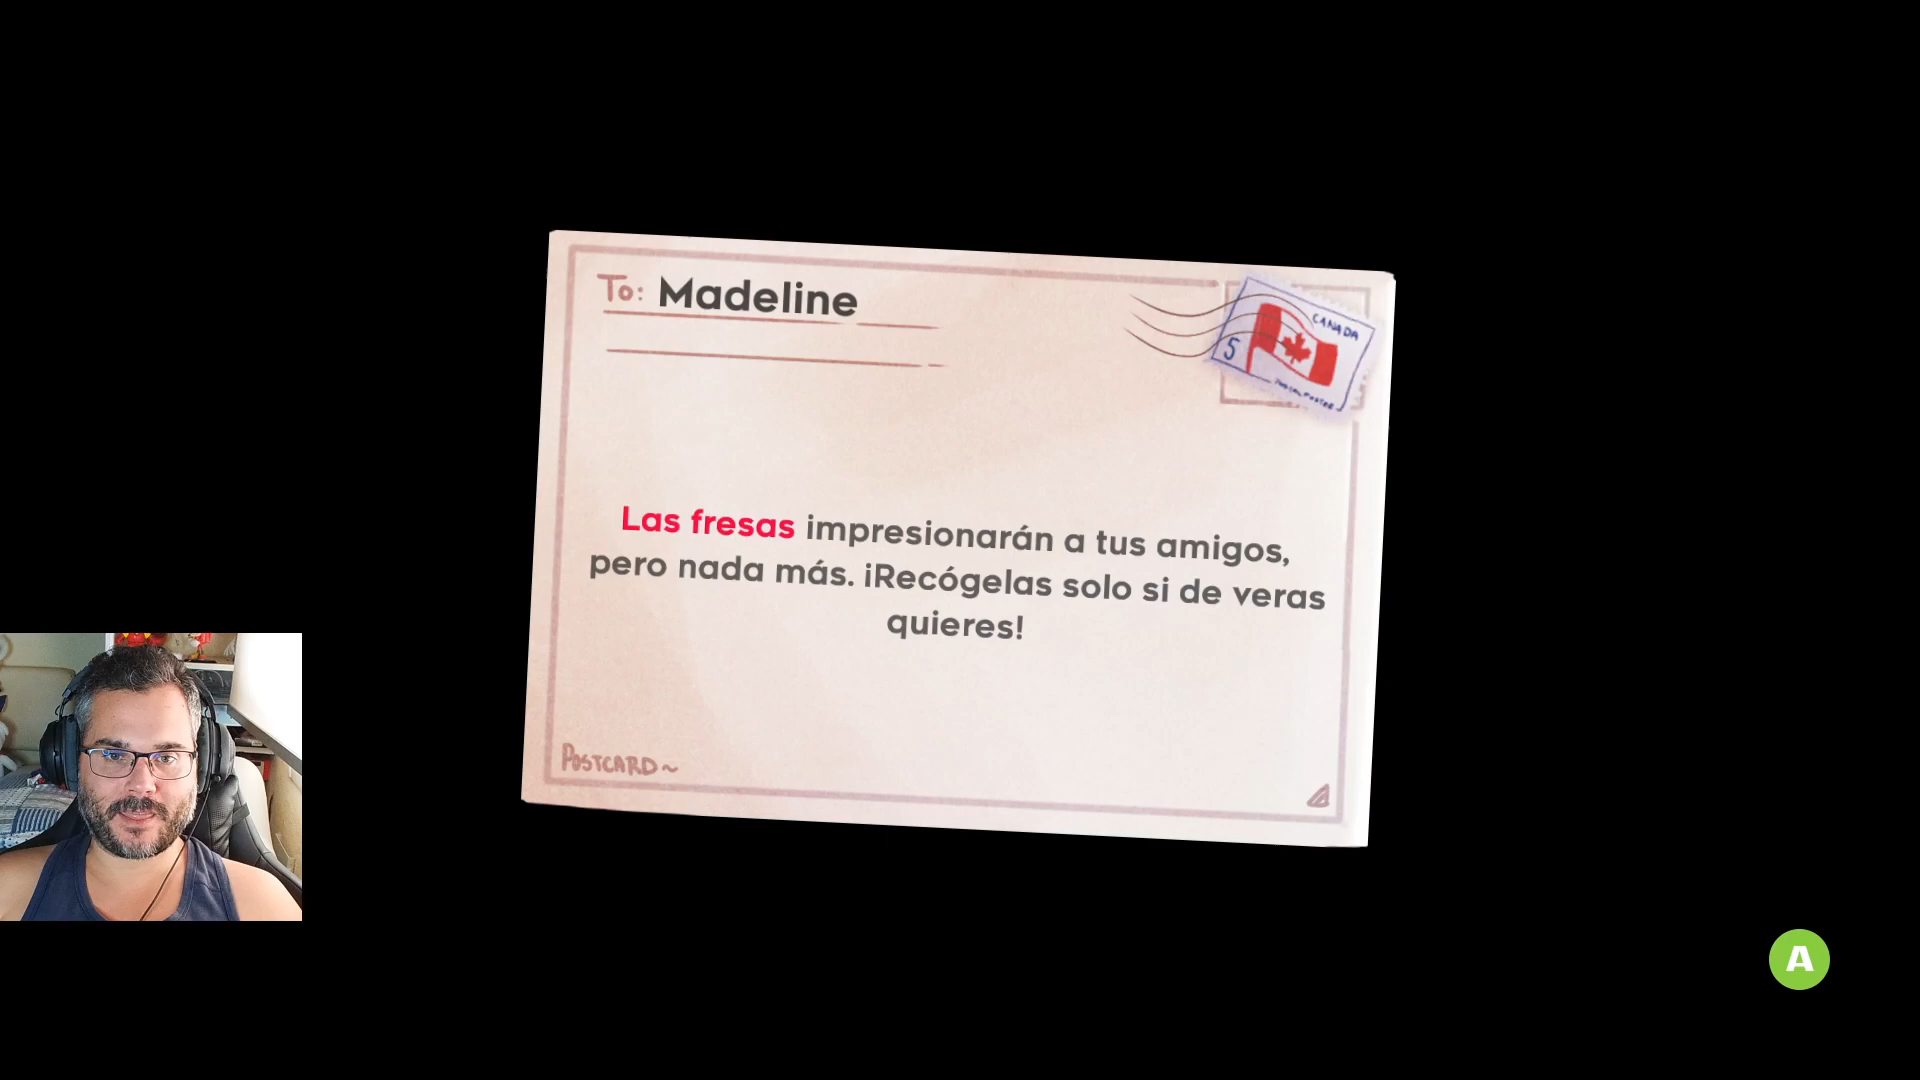 To: Madeline
CANADA
5
Las fresas impresionarán a tus amigos,
pero nada más. ¡Recógelas solo si de veras
quieres!
POSTCARD~
A